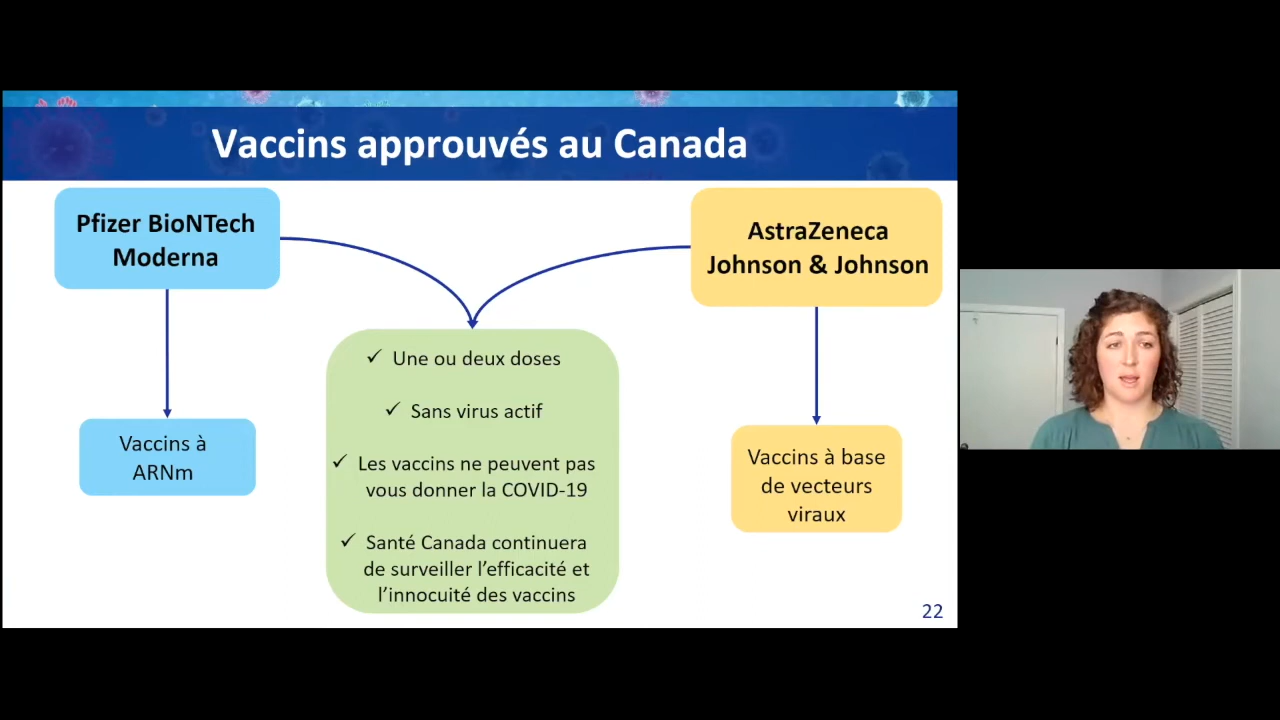 Vaccins approuvés au Canada
Pfizer BioNTech
Moderna
AstraZeneca
Johnson & Johnson
✓ Une ou deux doses
✓ Sans virus actif
✓ Les vaccins ne peuvent pas
vous donner la COVID-19
✓ Santé Canada continuera
de surveiller l’efficacité et
l’innocuité des vaccins
Vaccins à
ARNm
Vaccins à base
de vecteurs
viraux
22